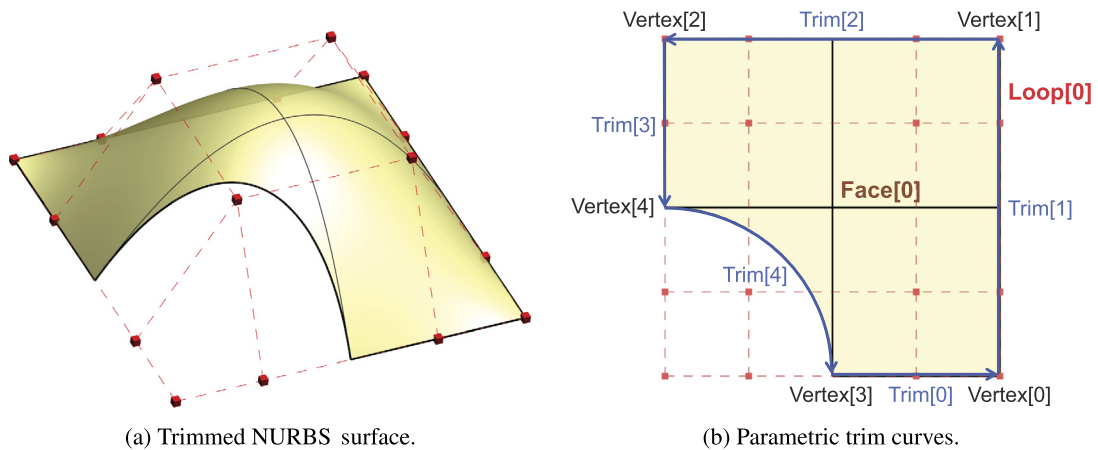 Vertex[2] Trim[2] Vertex[1]
Loop[0]
Trim[3]
Face[0]
Vertex[4] Trim[1]
Trim[4]
Vertex[3] Trim[0] Vertex[0]
(a) Trimmed NURBS surface. (b) Parametric trim curves.